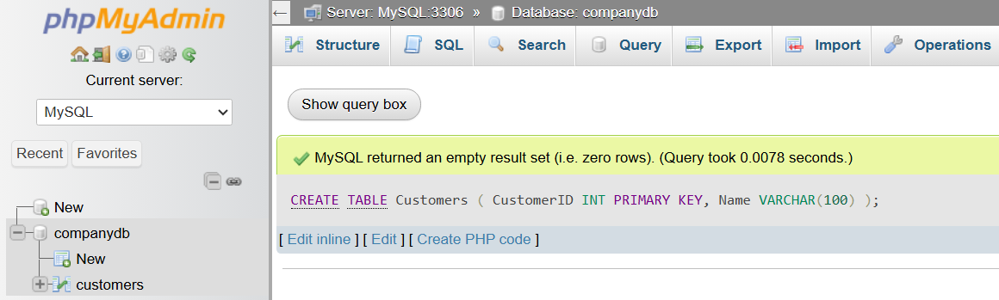 phpMyAdmin
Current server:
MySQL
Recent Favorites
New
companydb
New
customers
Server: MySQL:3306 » Database: companydb
Structure SQL Search Query Export Import Operations
Show query box
MySQL returned an empty result set (i.e. zero rows). (Query took 0.0078 seconds.)
CREATE TABLE Customers ( CustomerID INT PRIMARY KEY, Name VARCHAR(100) );
[ Edit inline ] [ Edit ] [ Create PHP code ]